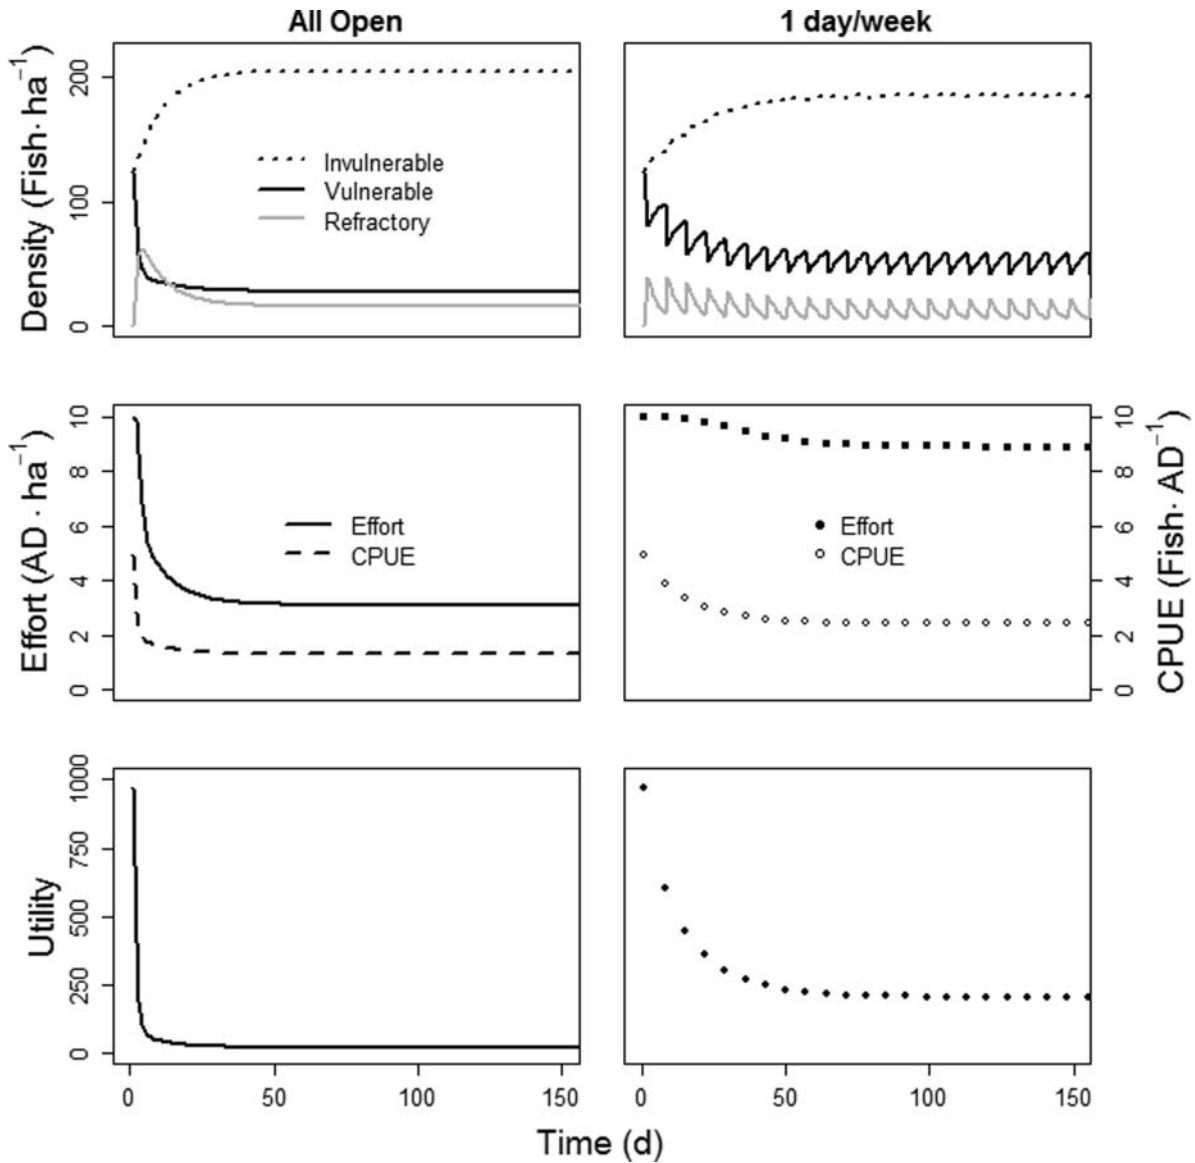 All Open
1 day/week
Density (Fish· ha⁻¹)
200
100
0
Invulnerable
Vulnerable
Refractory
Effort (AD · ha⁻¹)
10
8
6
4
2
0
Effort
CPUE
Effort
CPUE
10
8
6
4
2
0
CPUE (Fish· AD⁻¹)
Utility
1000
750
500
250
0
0 50 100 150
0 50 100 150
Time (d)